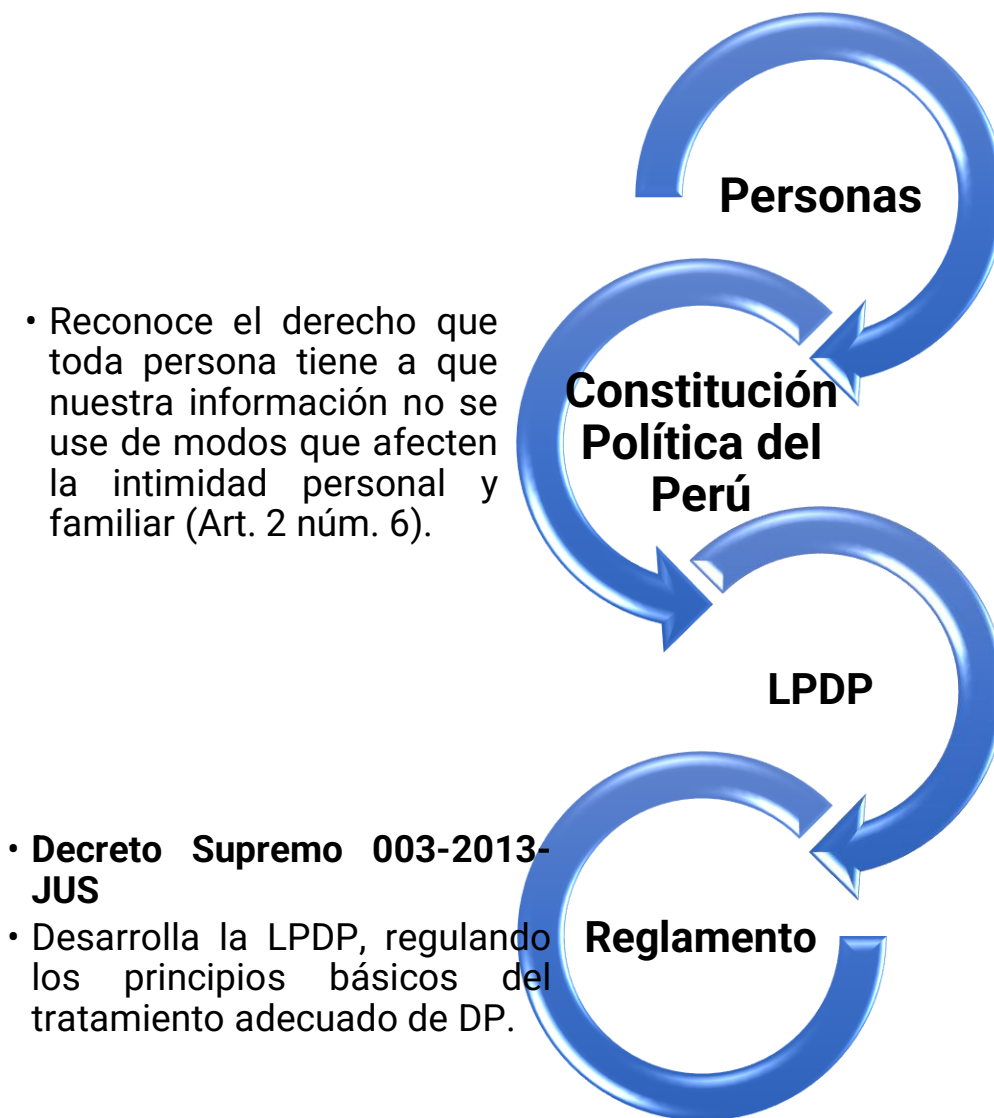 Personas
• Reconoce el derecho que
toda persona tiene a que
nuestra información no se
use de modos que afecten
la intimidad personal y
familiar (Art. 2 núm. 6).
Constitución
Política del
Perú
LPDP
• Decreto Supremo 003-2013-
JUS
• Desarrolla la LPDP, regulando
los principios básicos del
tratamiento adecuado de DP.
Reglamento